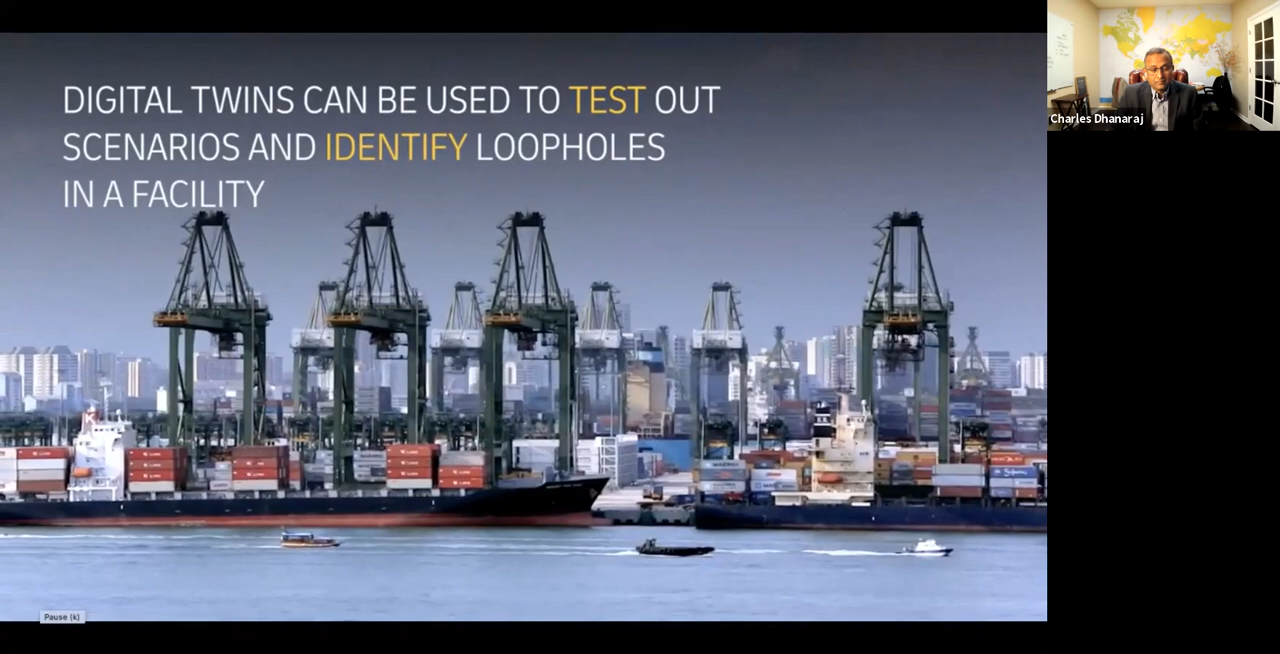 DIGITAL TWINS CAN BE USED TO TEST OUT
SCENARIOS AND IDENTIFY LOOPHOLES
IN A FACILITY
Charles Dhanaraj
Pause (k)